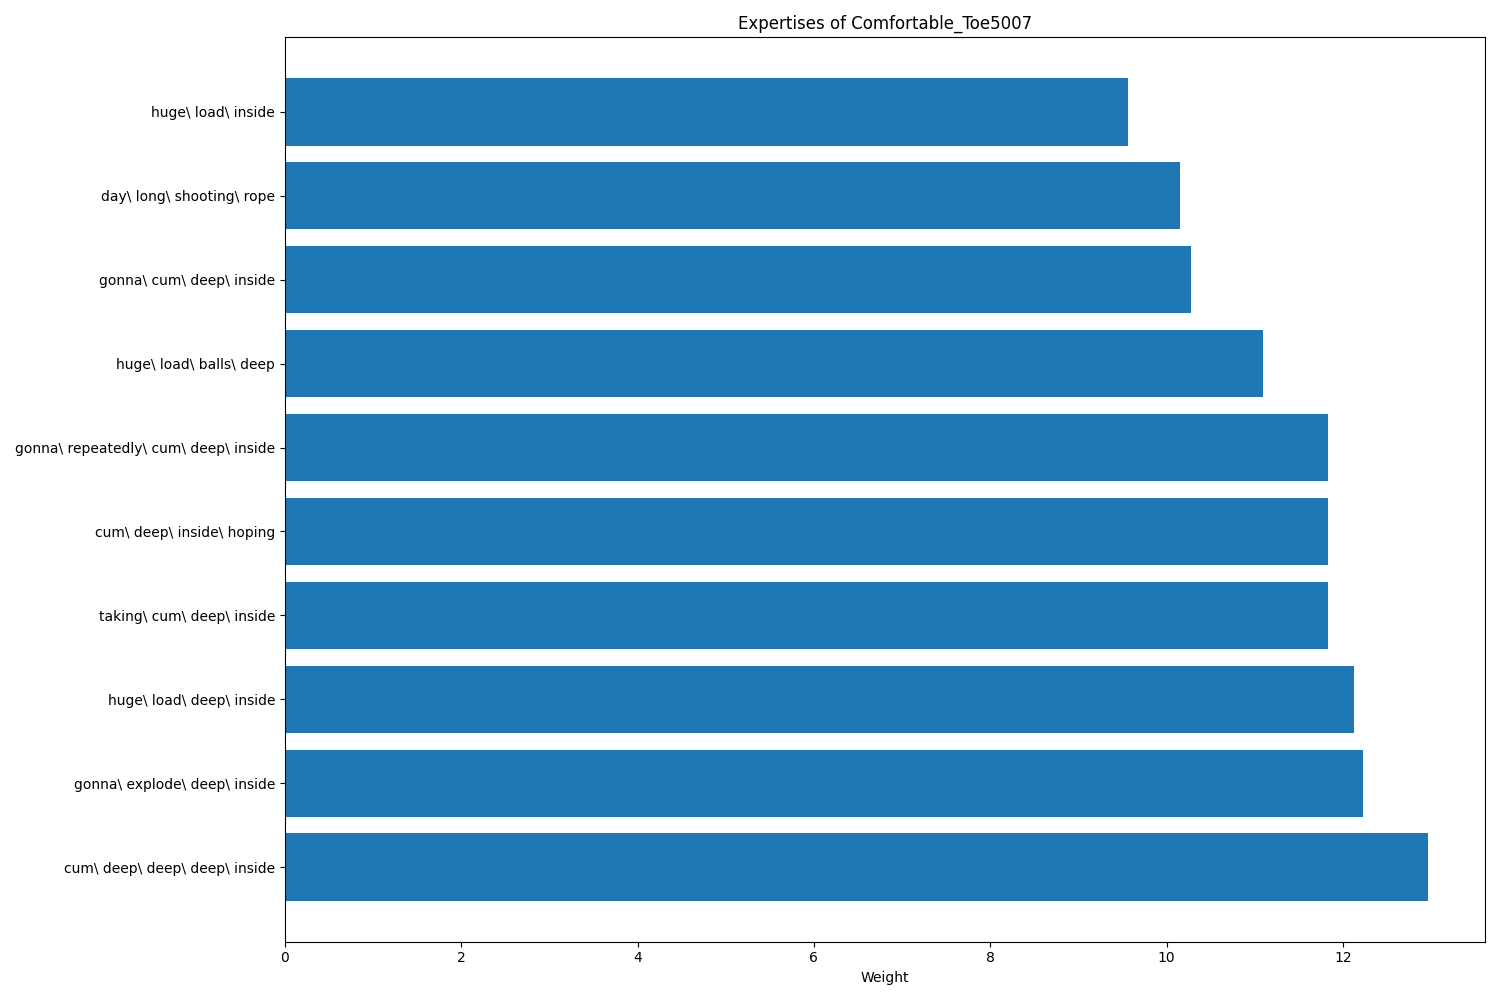 Expertises of Comfortable_Toe5007
huge\ load\ inside
day\ long\ shooting\ rope
gonna\ cum\ deep\ inside
huge\ load\ balls\ deep
gonna\ repeatedly\ cum\ deep\ inside
cum\ deep\ inside\ hoping
taking\ cum\ deep\ inside
huge\ load\ deep\ inside
gonna\ explode\ deep\ inside
cum\ deep\ deep\ deep\ inside
0 2 4 6 8 10 12
Weight